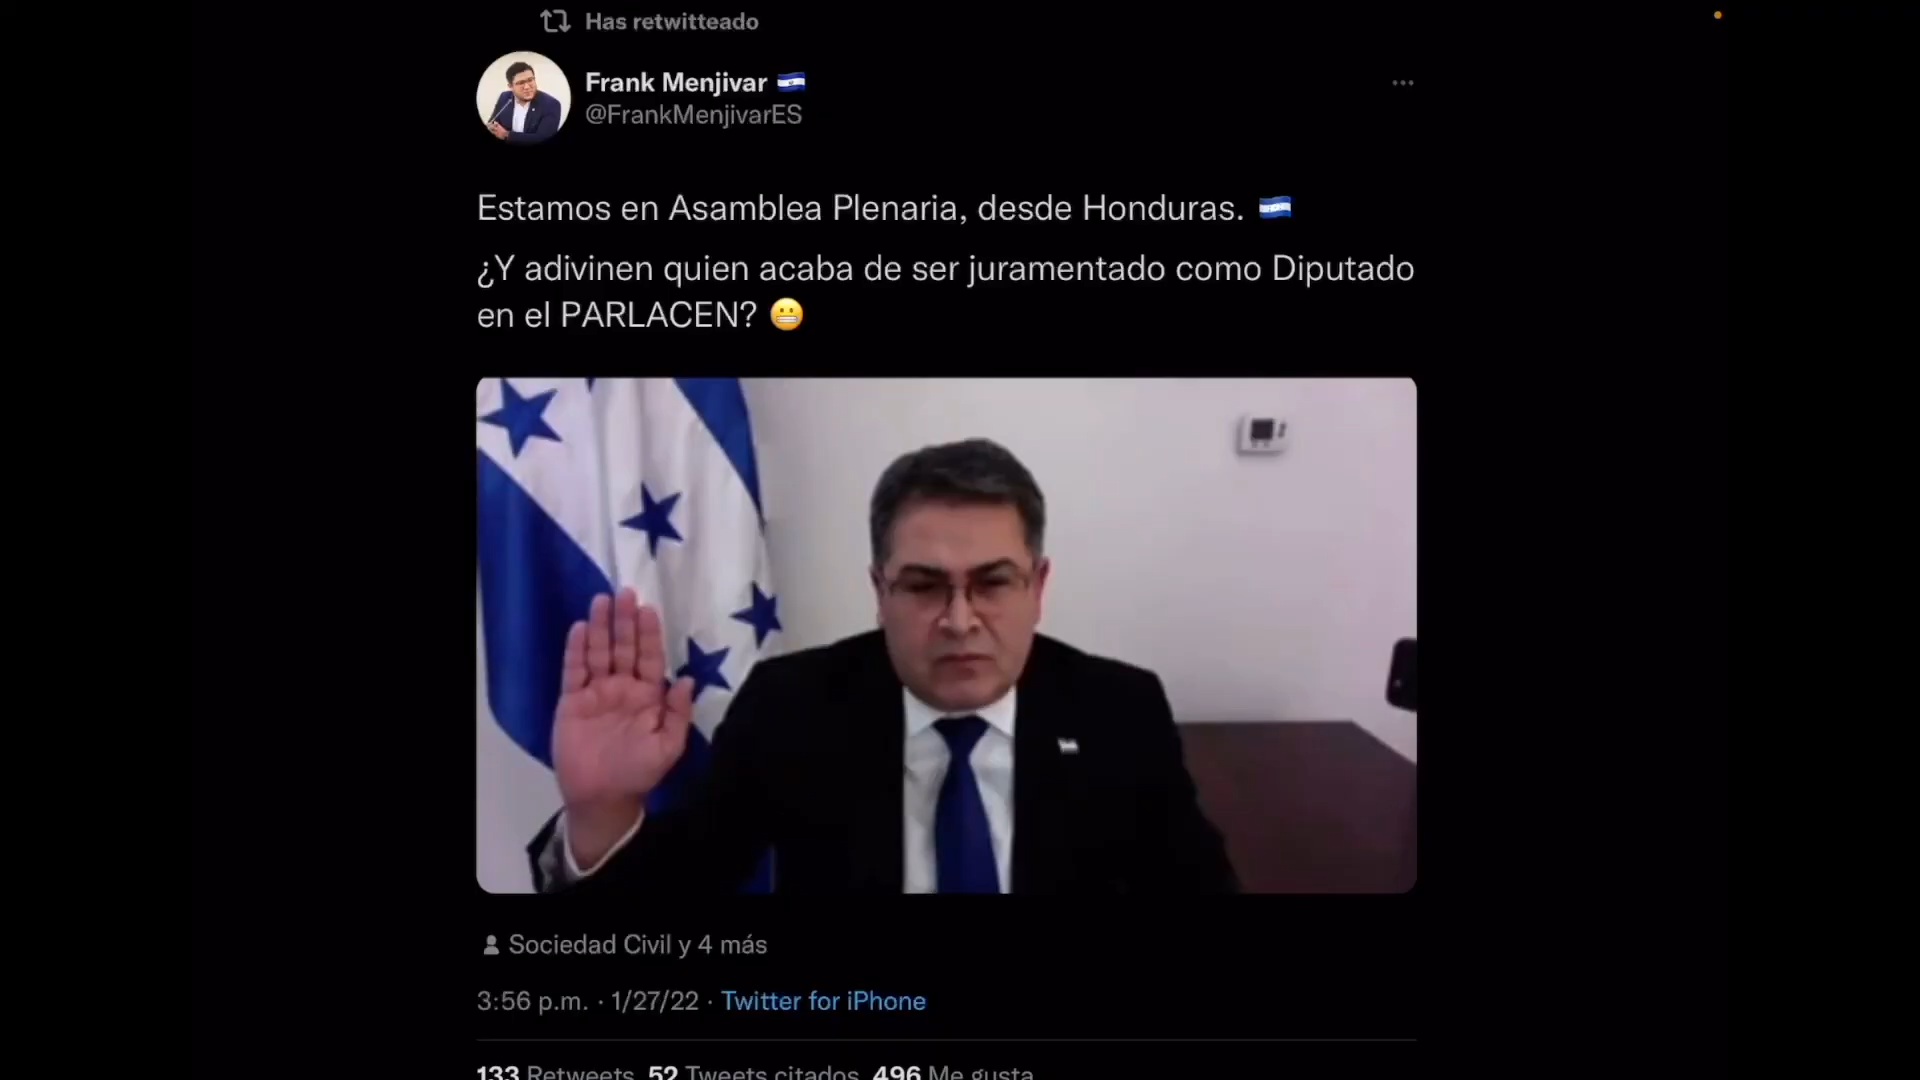 Has retwitteado
Frank Menjivar 🇸🇻
@FrankMenjivarES
Estamos en Asamblea Plenaria, desde Honduras. 🇭🇳
¿Y adivinen quien acaba de ser juramentado como Diputado
en el PARLACEN? 😬
Sociedad Civil y 4 más
3:56 p.m. · 1/27/22 · Twitter for iPhone
133 Retweets 52 Tweets citados 496 Me gusta